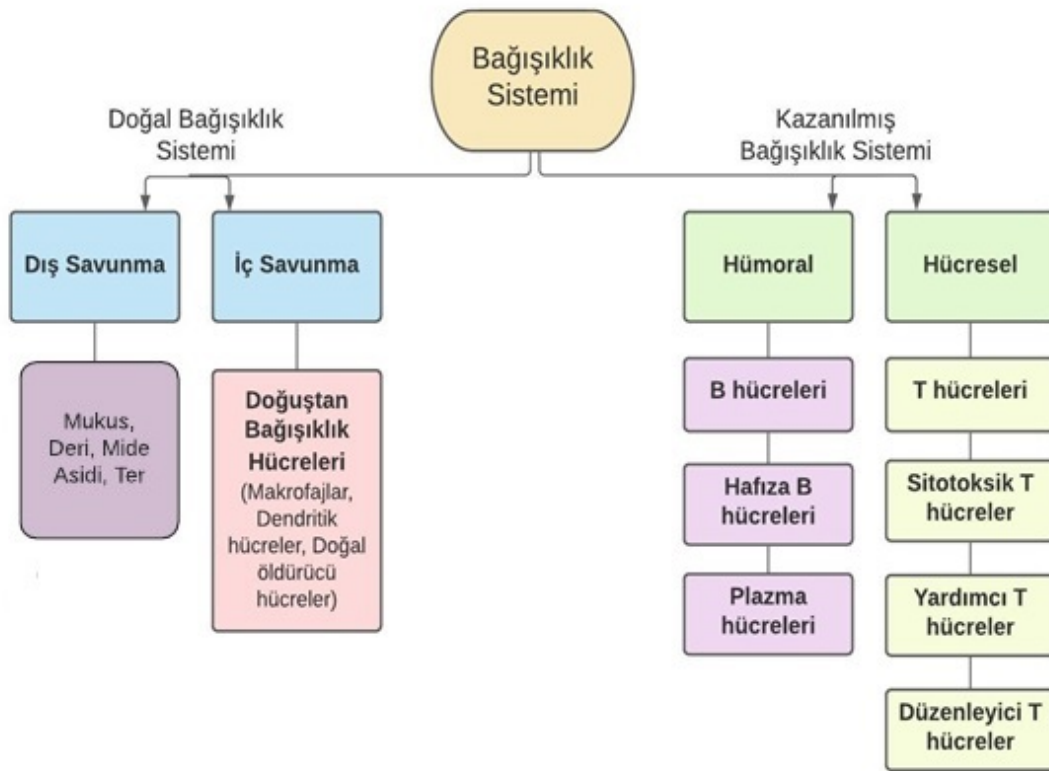 Bağışıklık
Sistemi
Doğal Bağışıklık
Sistemi
Kazanılmış
Bağışıklık Sistemi
Dış Savunma
İç Savunma
Hümoral
Hücresel
Mukus,
Deri, Mide
Asidi, Ter
Doğuştan
Bağışıklık
Hücreleri
(Makrofajlar,
Dendritik
hücreler, Doğal
öldürücü
hücreler)
B hücreleri
Hafıza B
hücreleri
Plazma
hücreleri
T hücreleri
Sitotoksik T
hücreler
Yardımcı T
hücreler
Düzenleyici T
hücreler